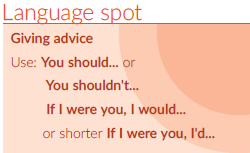 Language spot
Giving advice
Use: You should... or
You shouldn't...
If I were you, I would...
or shorter If I were you, I'd...